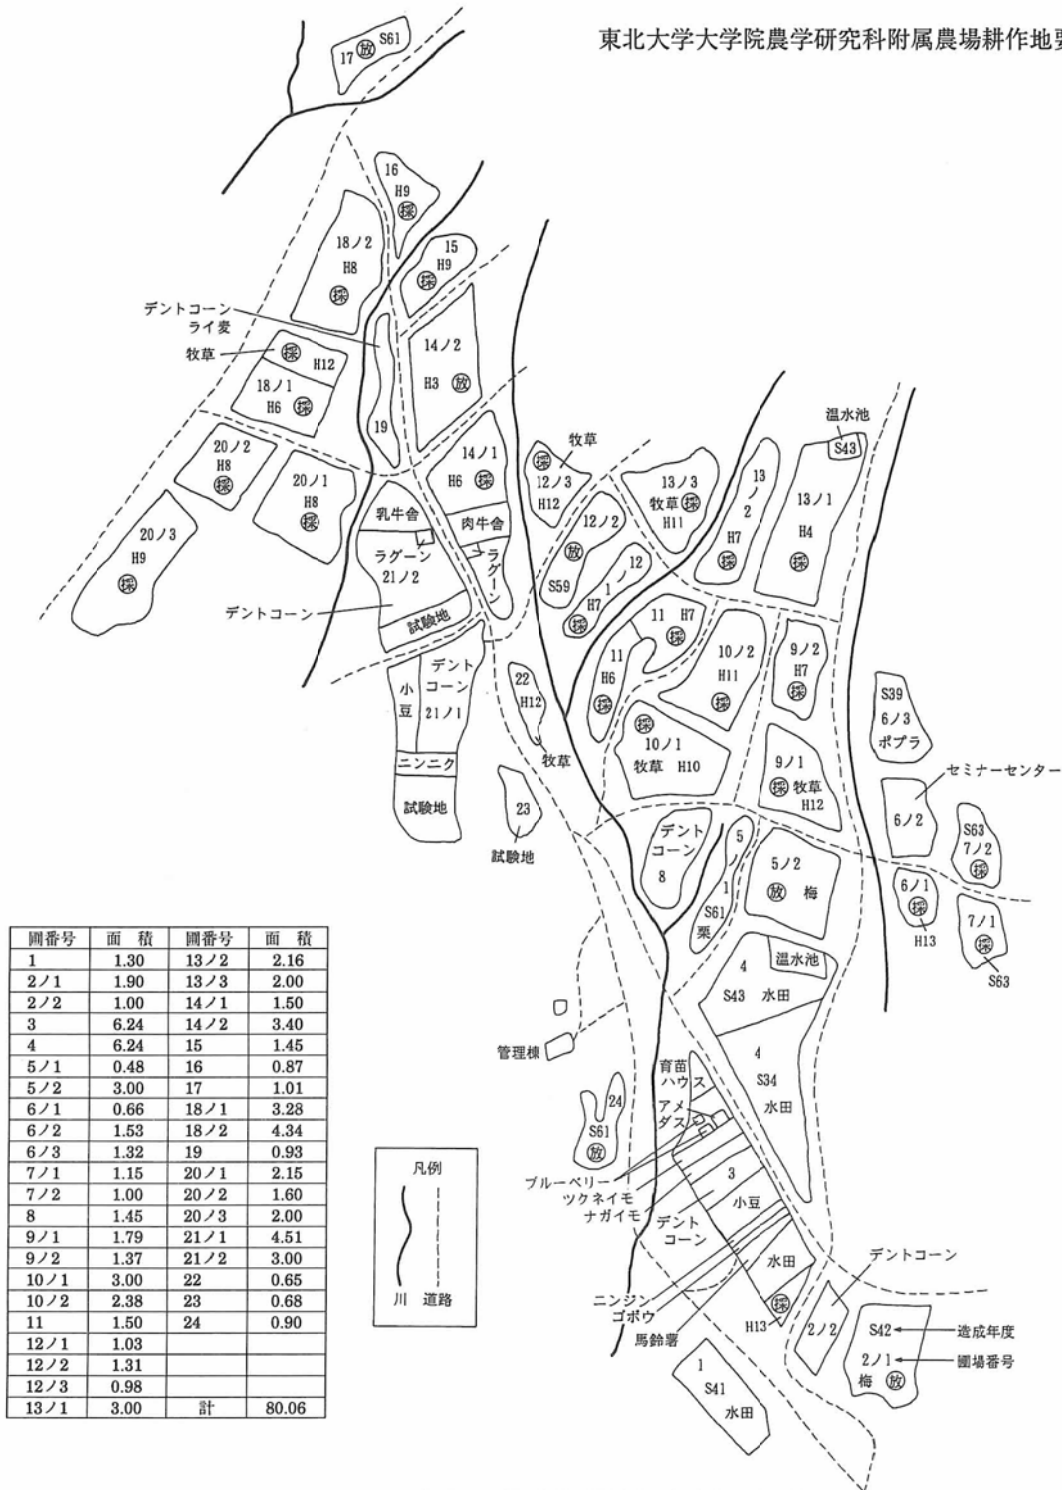 東北大学大学院農学研究科附属農場耕作地
17 放 S61
16
H9
採
18ノ2
H8
採
15
H9
採
デントコーン
ライ麦
牧草
採 H12
18ノ1
H6 採
14ノ2
H3 放
19
20ノ2
H8
採
20ノ1
H8
採
20ノ3
H9
採
14ノ1
H6 採
乳牛舎
肉牛舎
ラグーン
21ノ2
ラグーン
デントコーン
試験地
牧草
採
12ノ3
H12
12ノ2
放
S59
12ノ1
H7
採
13ノ3
牧草 採
H11
13ノ2
H7
採
温水池
S43
13ノ1
H4
採
11 H7
採
11
H6
採
10ノ2
H11
採
9ノ2
H7
採
採
10ノ1
牧草 H10
9ノ1
採 牧草
H12
S39
6ノ3
ポプラ
セミナーセンター
6ノ2
S63
7ノ2
採
6ノ1
採
H13
7ノ1
採
S63
小豆
デント
コーン
21ノ1
ニンニク
試験地
22
H12
牧草
23
試験地
デント
コーン
8
5ノ1
S61
栗
5ノ2
放 梅
温水池
4
S43 水田
4
S34
水田
管理棟
育苗
ハウス
アメ
ダス
24
S61
放
ブルーベリー
ツクネイモ
ナガイモ
3
小豆
デント
コーン
水田
ニンジン
ゴボウ
馬鈴薯
採
H13
デントコーン
2ノ2
S42 造成年度
2ノ1 圃場番号
梅 放
1
S41
水田
凡例
川 道路
圃番号 面積 圃番号 面積
1 1.30 13ノ2 2.16
2ノ1 1.90 13ノ3 2.00
2ノ2 1.00 14ノ1 1.50
3 6.24 14ノ2 3.40
4 6.24 15 1.45
5ノ1 0.48 16 0.87
5ノ2 3.00 17 1.01
6ノ1 0.66 18ノ1 3.28
6ノ2 1.53 18ノ2 4.34
6ノ3 1.32 19 0.93
7ノ1 1.15 20ノ1 2.15
7ノ2 1.00 20ノ2 1.60
8 1.45 20ノ3 2.00
9ノ1 1.79 21ノ1 4.51
9ノ2 1.37 21ノ2 3.00
10ノ1 3.00 22 0.65
10ノ2 2.38 23 0.68
11 1.50 24 0.90
12ノ1 1.03
12ノ2 1.31
12ノ3 0.98
13ノ1 3.00 計 80.06